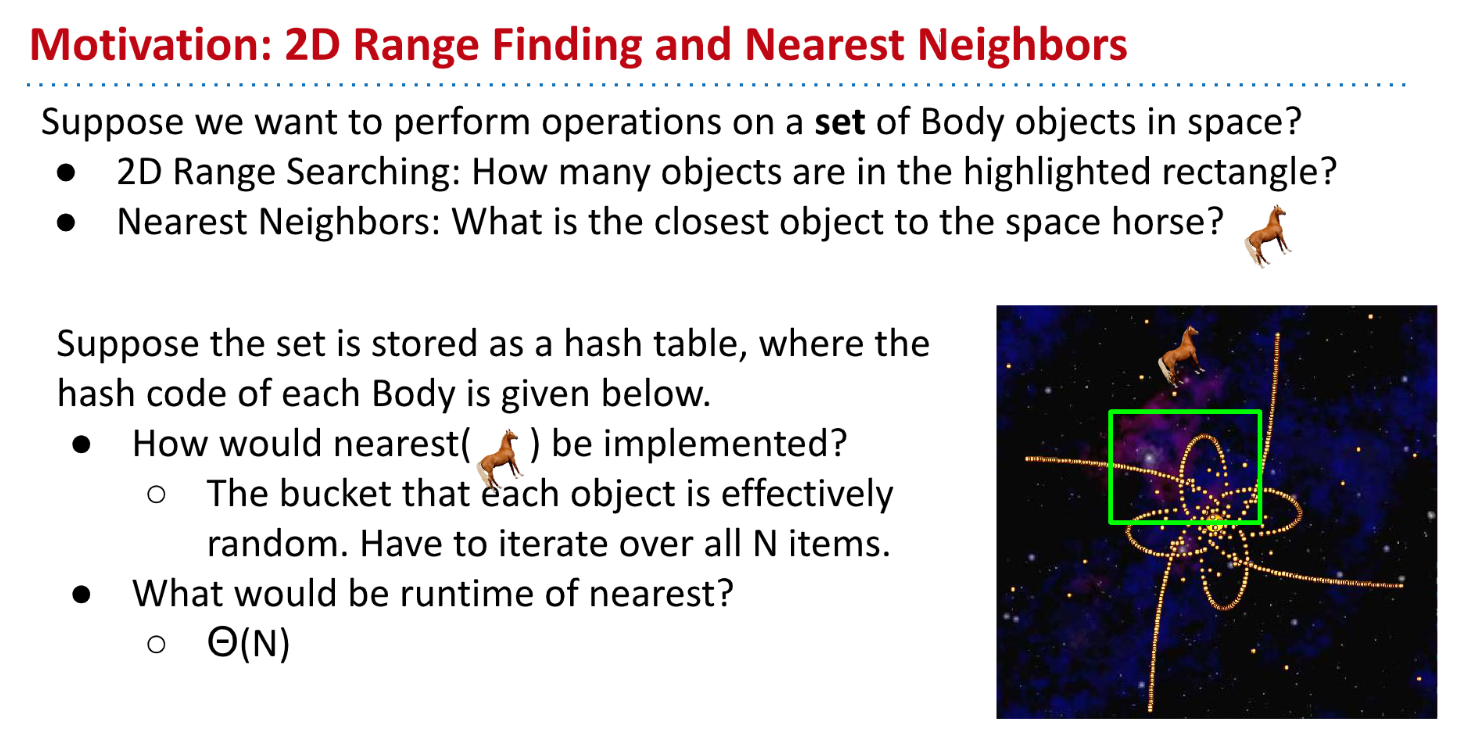 Motivation: 2D Range Finding and Nearest Neighbors
Suppose we want to perform operations on a set of Body objects in space?
● 2D Range Searching: How many objects are in the highlighted rectangle?
● Nearest Neighbors: What is the closest object to the space horse?
Suppose the set is stored as a hash table, where the
hash code of each Body is given below.
● How would nearest( ) be implemented?
○ The bucket that each object is effectively
random. Have to iterate over all N items.
● What would be runtime of nearest?
○ Θ(N)